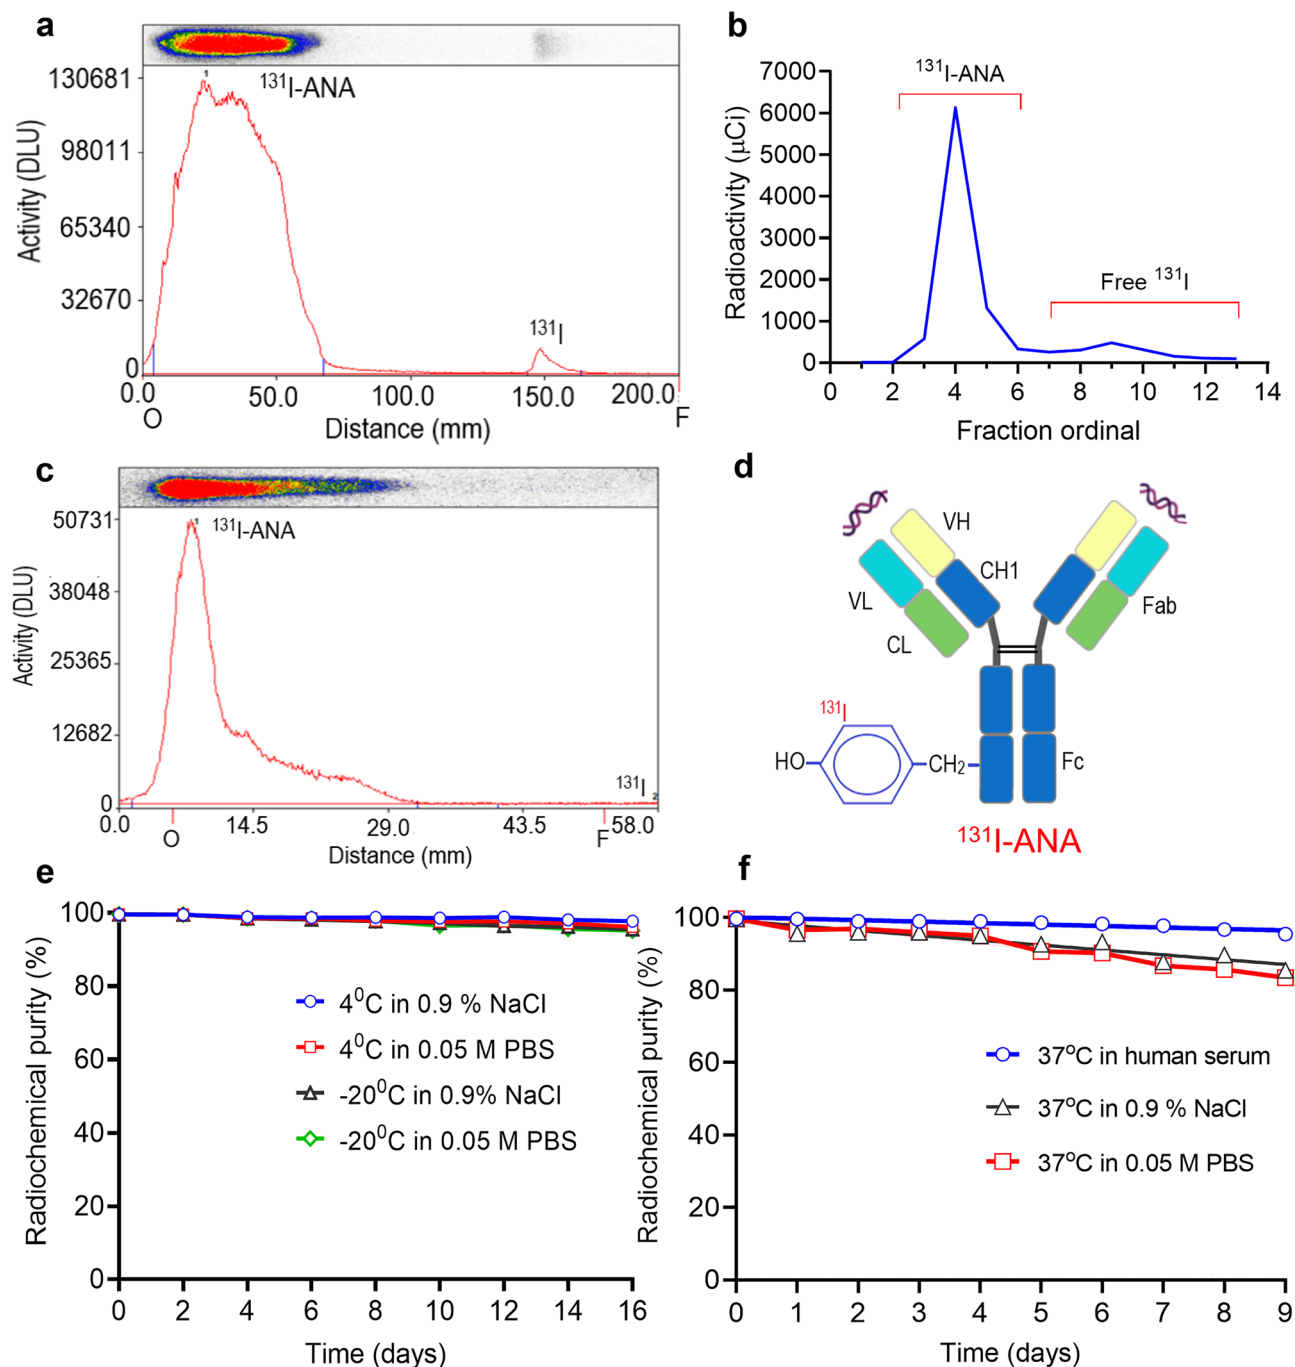 a
130681
98011
65340
32670
0
Activity (DLU)
1
¹³¹I-ANA
¹³¹I
0.0
50.0
100.0
150.0
200.0
O
F
Distance (mm)
b
7000
6000
5000
4000
3000
2000
1000
0
Radioactivity (µCi)
¹³¹I-ANA
Free ¹³¹I
0
2
4
6
8
10
12
14
Fraction ordinal
c
50731
38048
25365
12682
0
Activity (DLU)
1
¹³¹I-ANA
¹³¹I
2
0.0
14.5
29.0
43.5
58.0
O
F
Distance (mm)
d
VH
CH1
VL
CL
Fab
¹³¹I
HO
CH₂
Fc
¹³¹I-ANA
e
100
80
60
40
20
0
Radiochemical purity (%)
4⁰C in 0.9 % NaCl
4⁰C in 0.05 M PBS
-20⁰C in 0.9% NaCl
-20⁰C in 0.05 M PBS
0
2
4
6
8
10
12
14
16
Time (days)
f
100
80
60
40
20
0
Radiochemical purity (%)
37ᵒC in human serum
37ᵒC in 0.9 % NaCl
37ᵒC in 0.05 M PBS
0
1
2
3
4
5
6
7
8
9
Time (days)